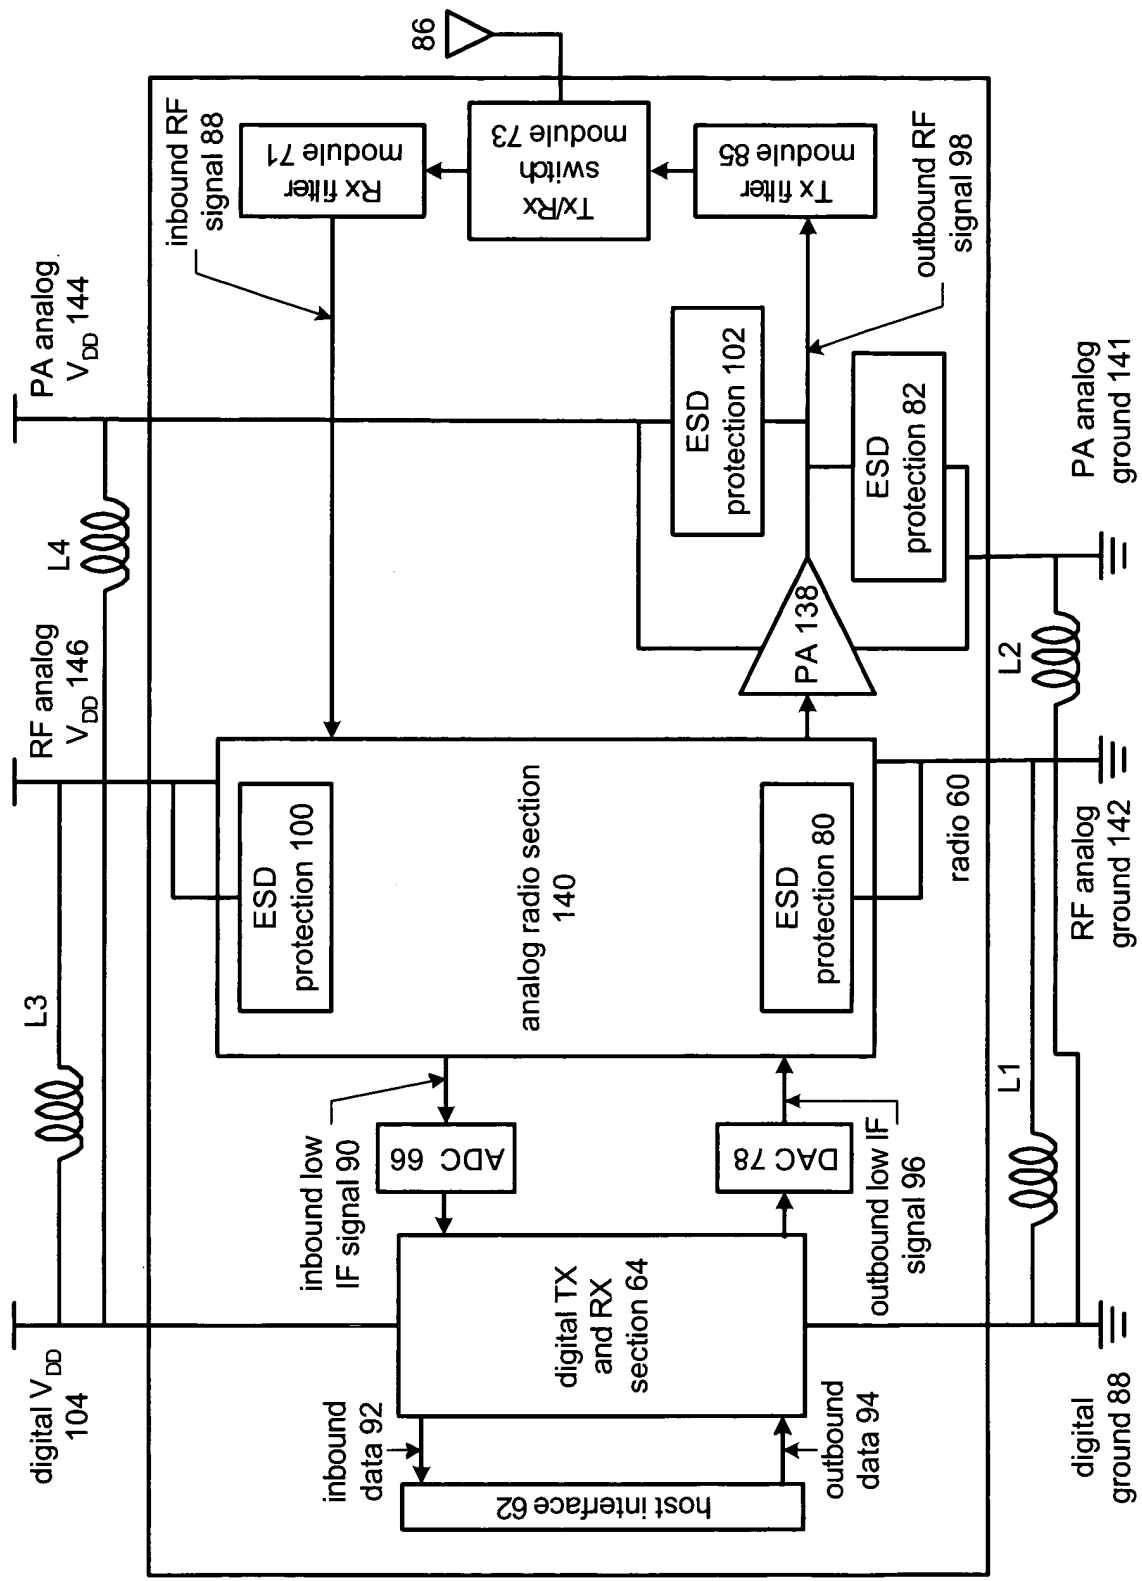 digital V_DD
104
L3
RF analog
V_DD 146
L4
PA analog
V_DD 144
inbound RF
signal 88
86
host interface 62
inbound
data 92
outbound
data 94
digital TX
and RX
section 64
inbound low
IF signal 90
ADC 66
DAC 78
outbound low IF
signal 96
ESD
protection 100
analog radio section
140
ESD
protection 80
radio 60
PA 138
ESD
protection 102
ESD
protection 82
Rx filter
module 71
Tx/Rx
switch
module 73
Tx filter
module 85
outbound RF
signal 98
digital
ground 88
L1
RF analog
ground 142
L2
PA analog
ground 141